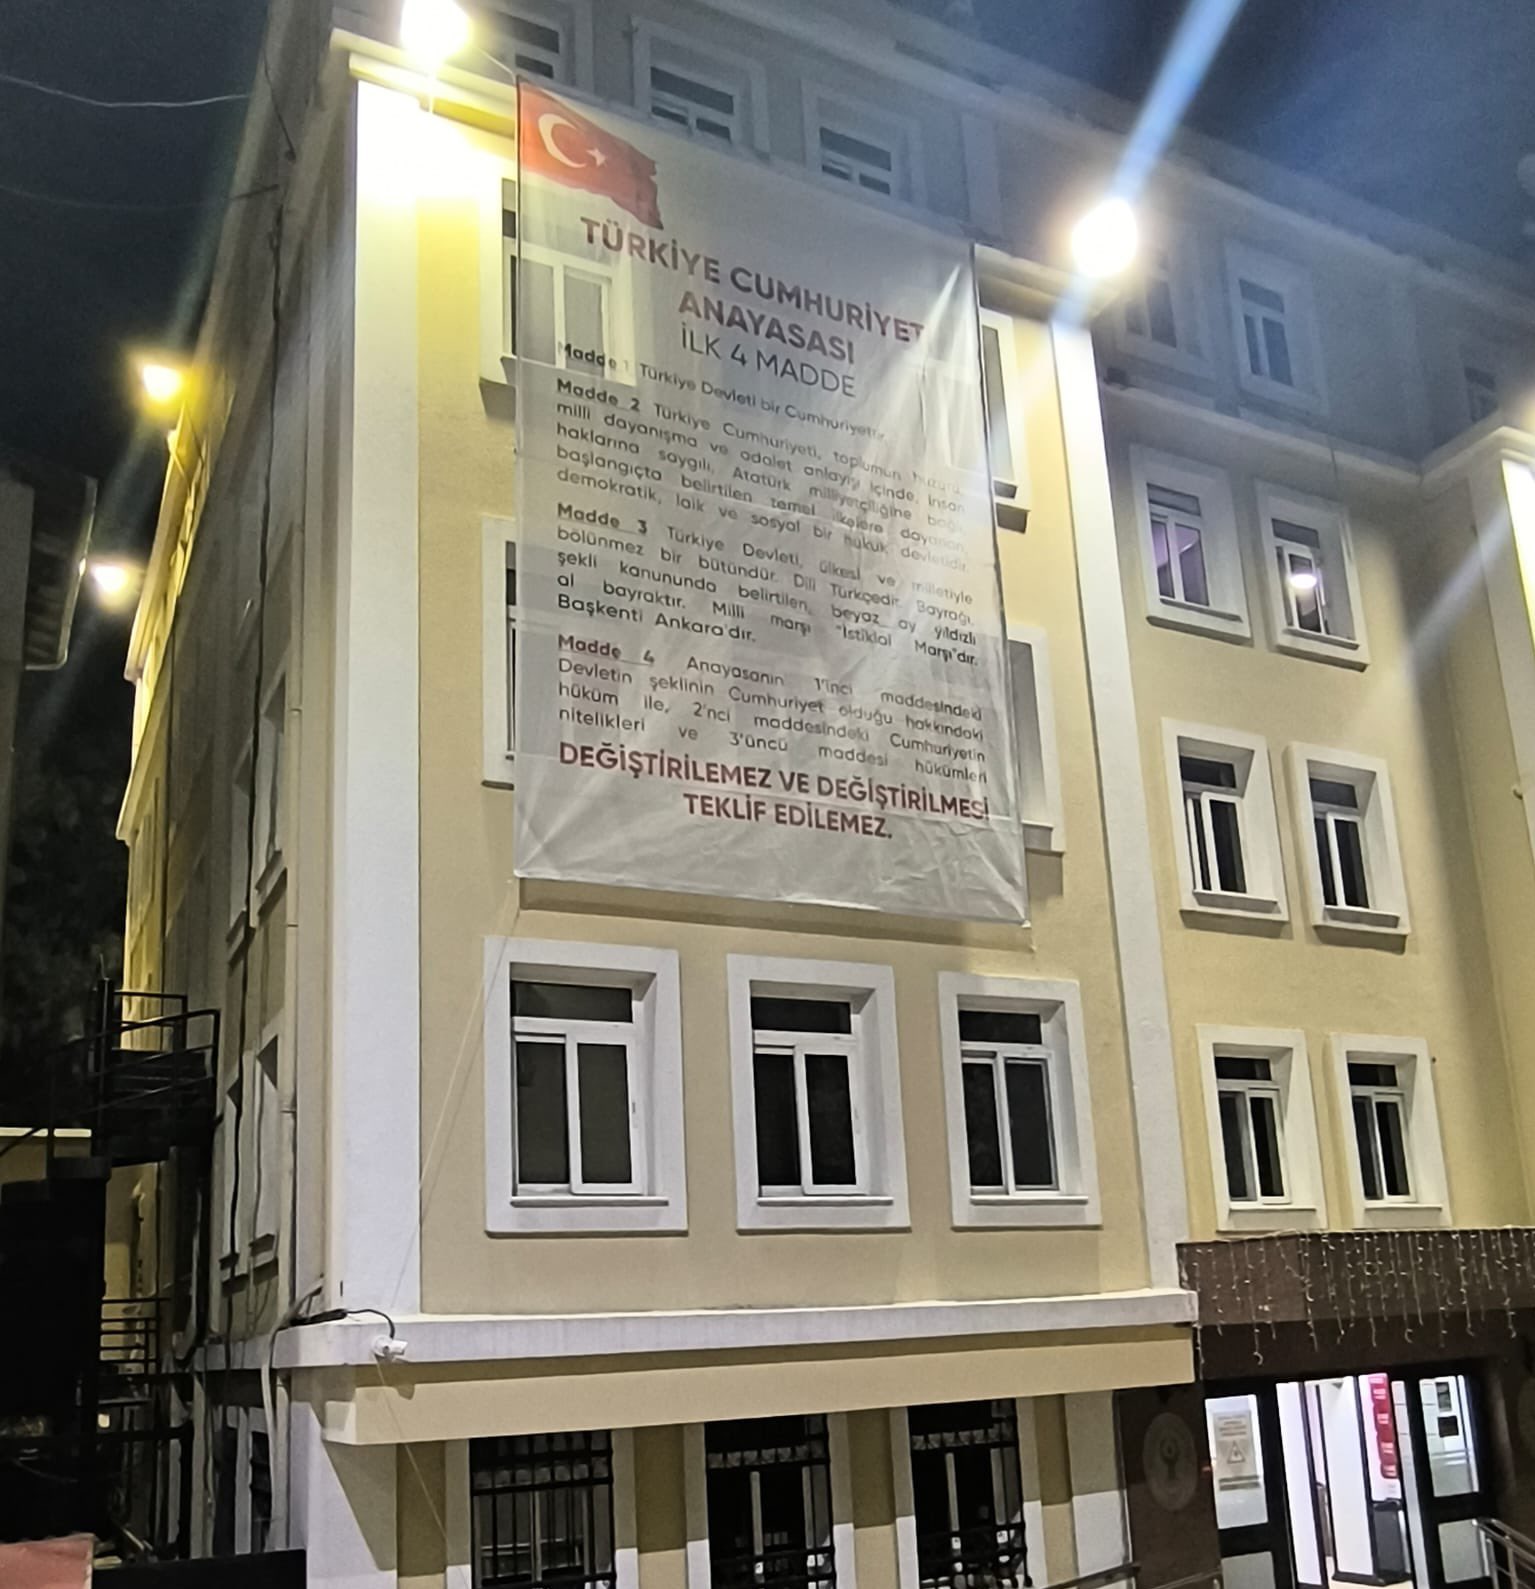 TÜRKİYE CUMHURİYET
ANAYASASI
İLK 4 MADDE
Madde 1 Türkiye Devleti bir Cumhuriyettir.
Madde 2 Türkiye Cumhuriyeti, toplumun huzuru,
milli dayanışma ve adalet anlayışı içinde, insan
haklarına saygılı, Atatürk milliyetçiliğine bağlı,
başlangıçta belirtilen temel ilkelere dayanan,
demokratik, laik ve sosyal bir hukuk devletidir.
Madde 3 Türkiye Devleti, ülkesi ve milletiyle
bölünmez bir bütündür. Dili Türkçedir. Bayrağı,
şekli kanununda belirtilen, beyaz ay yıldızlı
al bayraktır. Milli marşı "İstiklal Marşı"dır.
Başkenti Ankara'dır.
Madde 4 Anayasanın 1'inci maddesindeki
Devletin şeklinin Cumhuriyet olduğu hakkındaki
hüküm ile, 2'nci maddesindeki Cumhuriyetin
nitelikleri ve 3'üncü maddesi hükümleri
DEĞİŞTİRİLEMEZ VE DEĞİŞTİRİLMESİ
TEKLİF EDİLEMEZ.